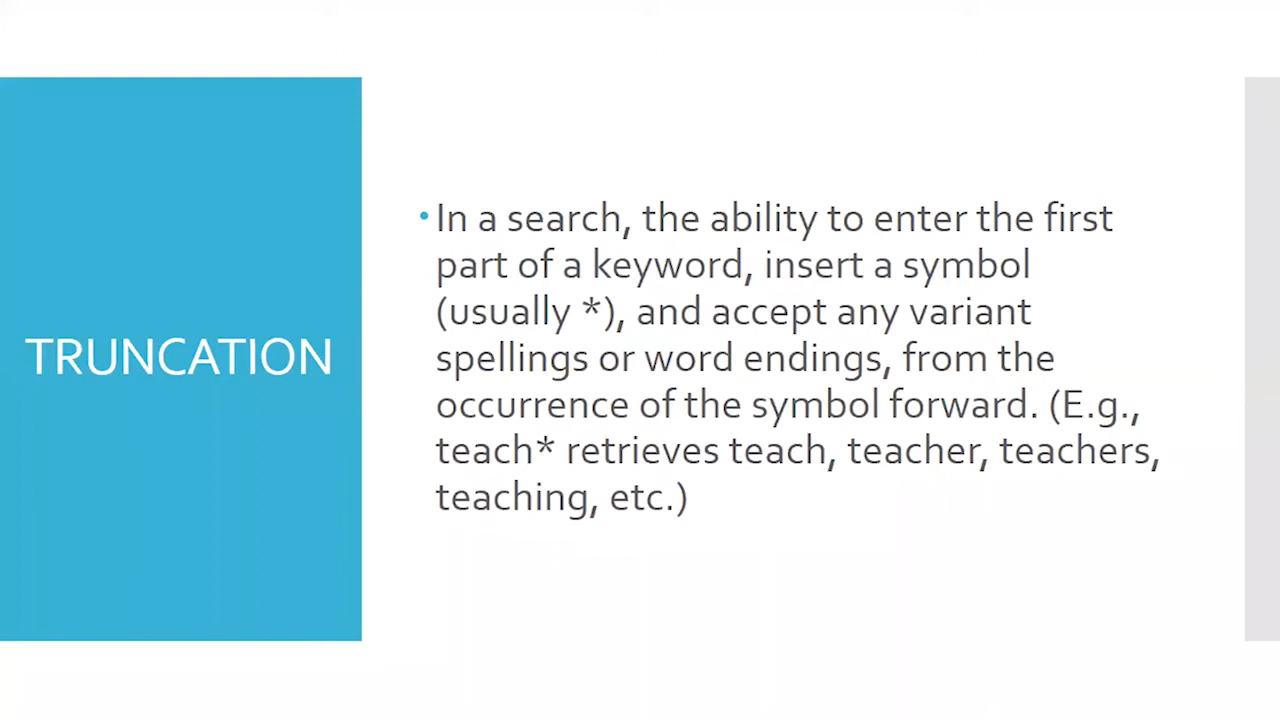 TRUNCATION
• In a search, the ability to enter the first
part of a keyword, insert a symbol
(usually *), and accept any variant
spellings or word endings, from the
occurrence of the symbol forward. (E.g.,
teach* retrieves teach, teacher, teachers,
teaching, etc.)